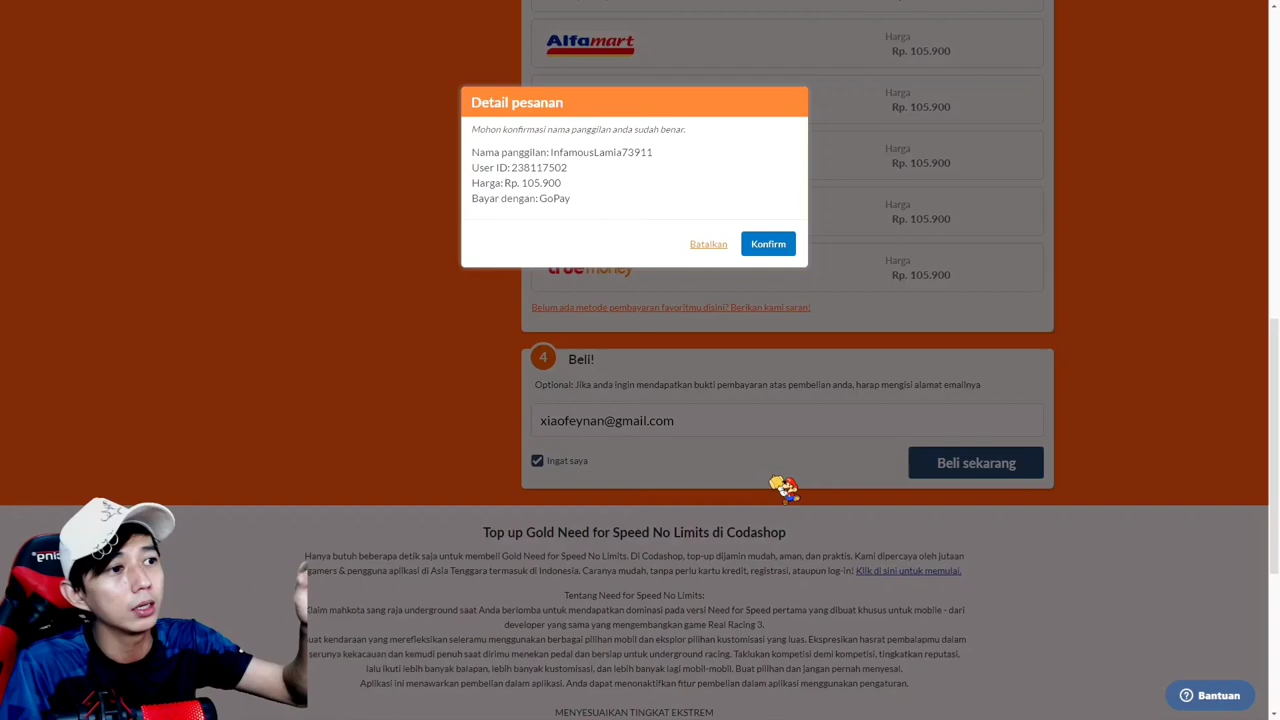 Alfamart
Harga
Rp. 105.900
Harga
Rp. 105.900
Harga
Rp. 105.900
Harga
Rp. 105.900
Harga
Rp. 105.900
Detail pesanan
Mohon konfirmasi nama panggilan anda sudah benar.
Nama panggilan: InfamousLamia73911
User ID: 238117502
Harga: Rp. 105.900
Bayar dengan: GoPay
Batalkan
Konfirm
truemoney
Belum ada metode pembayaran favoritmu disini? Berikan kami saran!
4
Beli!
Optional: Jika anda ingin mendapatkan bukti pembayaran atas pembelian anda, harap mengisi alamat emailnya
xiaofeynan@gmail.com
Ingat saya
Beli sekarang
Top up Gold Need for Speed No Limits di Codashop
Hanya butuh beberapa detik saja untuk membeli Gold Need for Speed No Limits. Di Codashop, top-up dijamin mudah, aman, dan praktis. Kami dipercaya oleh jutaan
gamers & pengguna aplikasi di Asia Tenggara termasuk di Indonesia. Caranya mudah, tanpa perlu kartu kredit, registrasi, ataupun log-in! Klik di sini untuk memulai.
Tentang Need for Speed No Limits:
Klaim mahkota sang raja underground saat Anda berlomba untuk mendapatkan dominasi pada versi Need for Speed pertama yang dibuat khusus untuk mobile - dari
developer yang sama yang mengembangkan game Real Racing 3.
kendaraan yang merefleksikan seleramu menggunakan berbagai pilihan mobil dan eksplor pilihan kustomisasi yang luas. Ekspresikan hasrat pembalapmu dalam
serunya kekacauan dan kemudi penuh saat dirimu menekan pedal dan bersiap untuk underground racing. Taklukan kompetisi demi kompetisi, tingkatkan reputasi,
lalu ikuti lebih banyak balapan, lebih banyak kustomisasi, dan lebih banyak lagi mobil-mobil. Buat pilihan dan jangan pernah menyesal.
Aplikasi ini menawarkan pembelian dalam aplikasi. Anda dapat menonaktifkan fitur pembelian dalam aplikasi menggunakan pengaturan.
MENYESUAIKAN TINGKAT EKSTREM
Bantuan